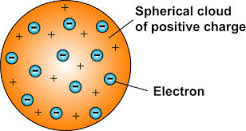 Spherical cloud
of positive charge
Electron